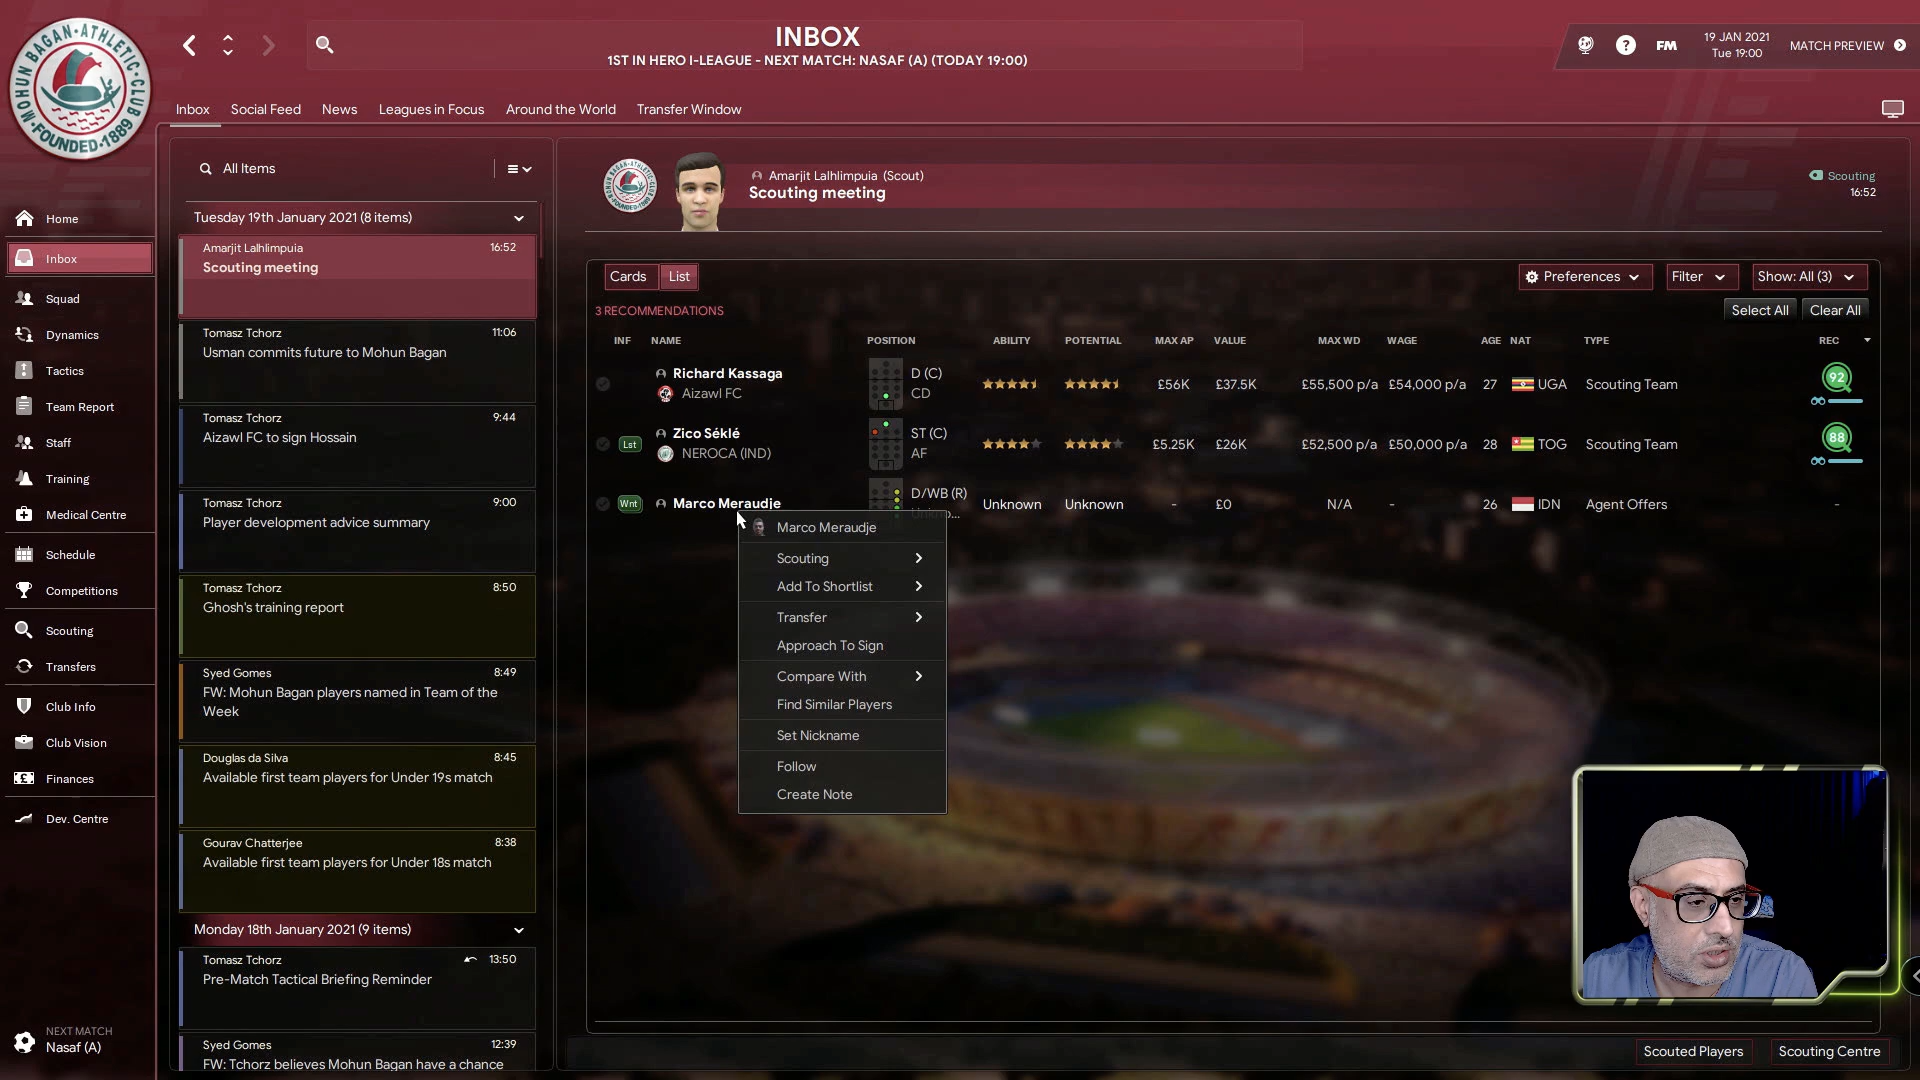 INBOX
1ST IN HERO I-LEAGUE - NEXT MATCH: NASAF (A) (TODAY 19:00)
FM
19 JAN 2021
Tue 19:00
MATCH PREVIEW
MOHUN BAGAN ATHLETIC CLUB
FOUNDED-1889
Inbox
Social Feed
News
Leagues in Focus
Around the World
Transfer Window
Home
Inbox
Squad
Dynamics
Tactics
Team Report
Staff
Training
Medical Centre
Schedule
Competitions
Scouting
Transfers
Club Info
Club Vision
Finances
Dev. Centre
NEXT MATCH
Nasaf (A)
All Items
Tuesday 19th January 2021 (8 items)
Amarjit Lalhlimpuia 16:52
Scouting meeting
Tomasz Tchorz 11:06
Usman commits future to Mohun Bagan
Tomasz Tchorz 9:44
Aizawl FC to sign Hossain
Tomasz Tchorz 9:00
Player development advice summary
Tomasz Tchorz 8:50
Ghosh's training report
Syed Gomes 8:49
FW: Mohun Bagan players named in Team of the
Week
Douglas da Silva 8:45
Available first team players for Under 19s match
Gourav Chatterjee 8:38
Available first team players for Under 18s match
Monday 18th January 2021 (9 items)
Tomasz Tchorz 13:50
Pre-Match Tactical Briefing Reminder
Syed Gomes 12:39
FW: Tchorz believes Mohun Bagan have a chance
Amarjit Lalhlimpuia (Scout)
Scouting meeting
Scouting
16:52
Cards List
Preferences
Filter
Show: All (3)
3 RECOMMENDATIONS
Select All
Clear All
INF NAME POSITION ABILITY POTENTIAL MAX AP VALUE MAX WD WAGE AGE NAT TYPE REC
Richard Kassaga
Aizawl FC
D (C)
CD
£56K £37.5K £55,500 p/a £54,000 p/a 27 UGA Scouting Team 92
Lst
Zico Séklé
NEROCA (IND)
ST (C)
AF
£5.25K £26K £52,500 p/a £50,000 p/a 28 TOG Scouting Team 88
Wnt Marco Meraudje
D/WB (R)
Unknown Unknown - £0 N/A - 26 IDN Agent Offers -
Marco Meraudje
Scouting
Add To Shortlist
Transfer
Approach To Sign
Compare With
Find Similar Players
Set Nickname
Follow
Create Note
Scouted Players
Scouting Centre